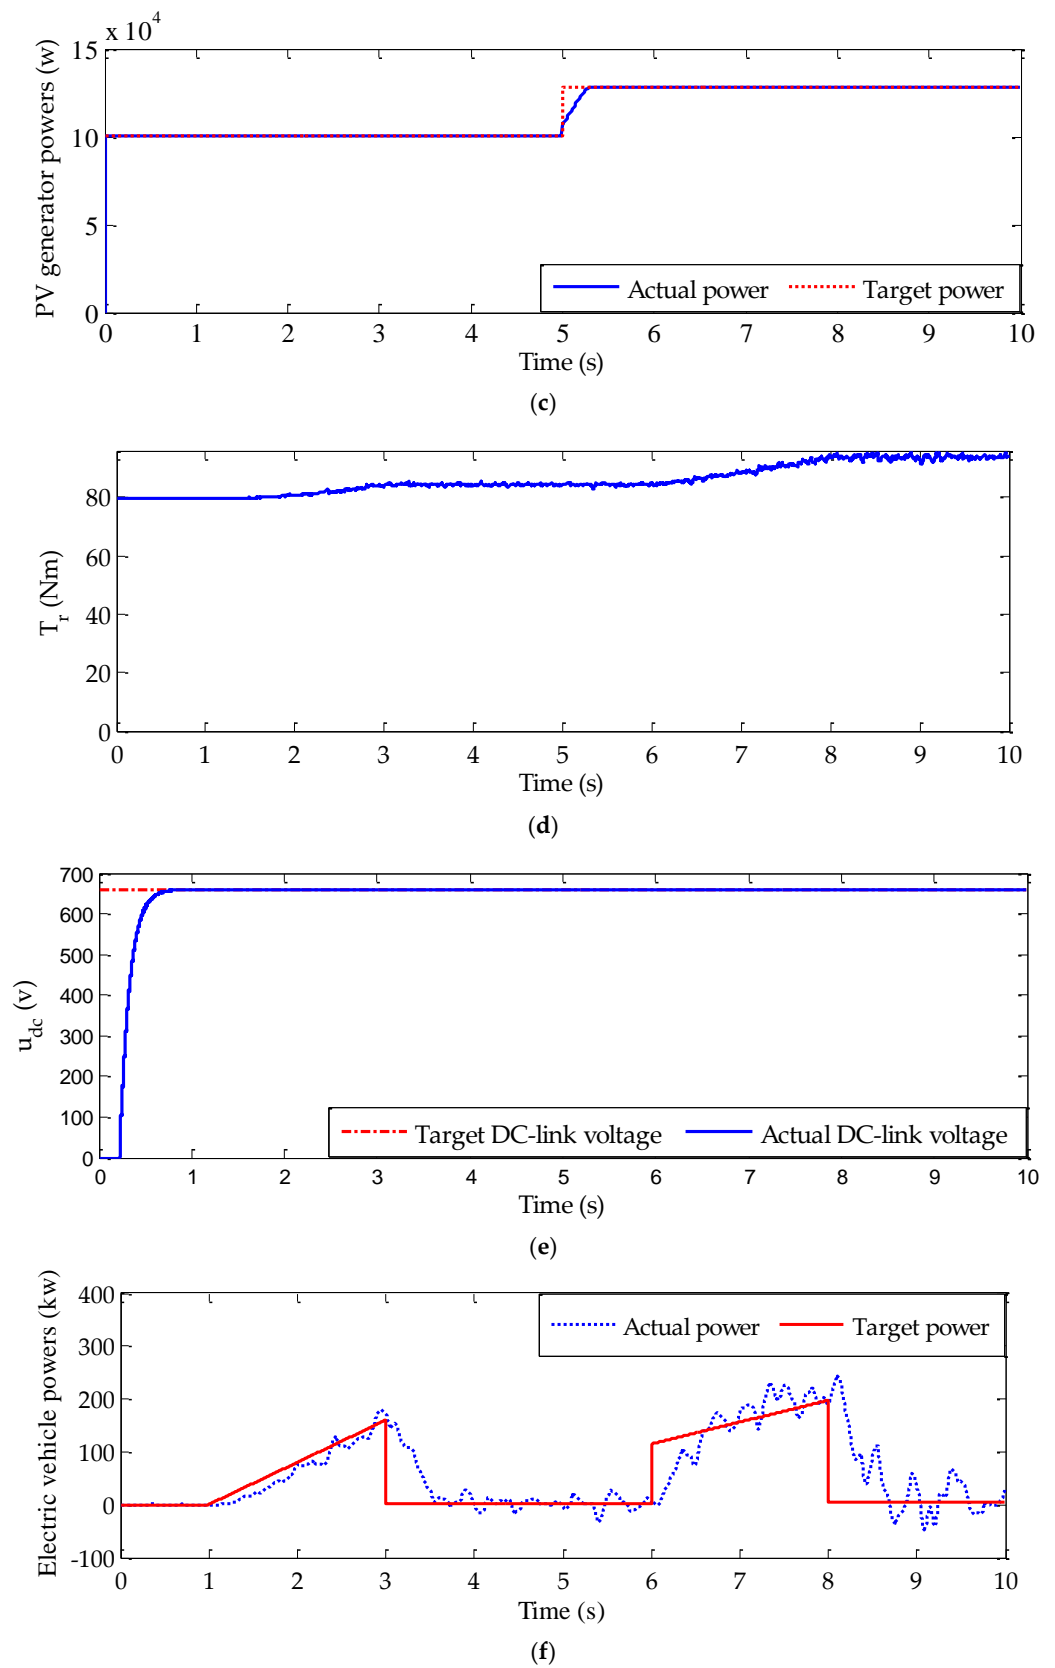 x 10^4
PV generator powers (w)
15
10
5
0
Actual power
Target power
0 1 2 3 4 5 6 7 8 9 10
Time (s)
(c)
T_r (Nm)
80
60
40
20
0
0 1 2 3 4 5 6 7 8 9 10
Time (s)
(d)
u_dc (v)
700
600
500
400
300
200
100
0
Target DC-link voltage
Actual DC-link voltage
0 1 2 3 4 5 6 7 8 9 10
Time (s)
(e)
Electric vehicle powers (kw)
400
300
200
100
0
-100
Actual power
Target power
0 1 2 3 4 5 6 7 8 9 10
Time (s)
(f)